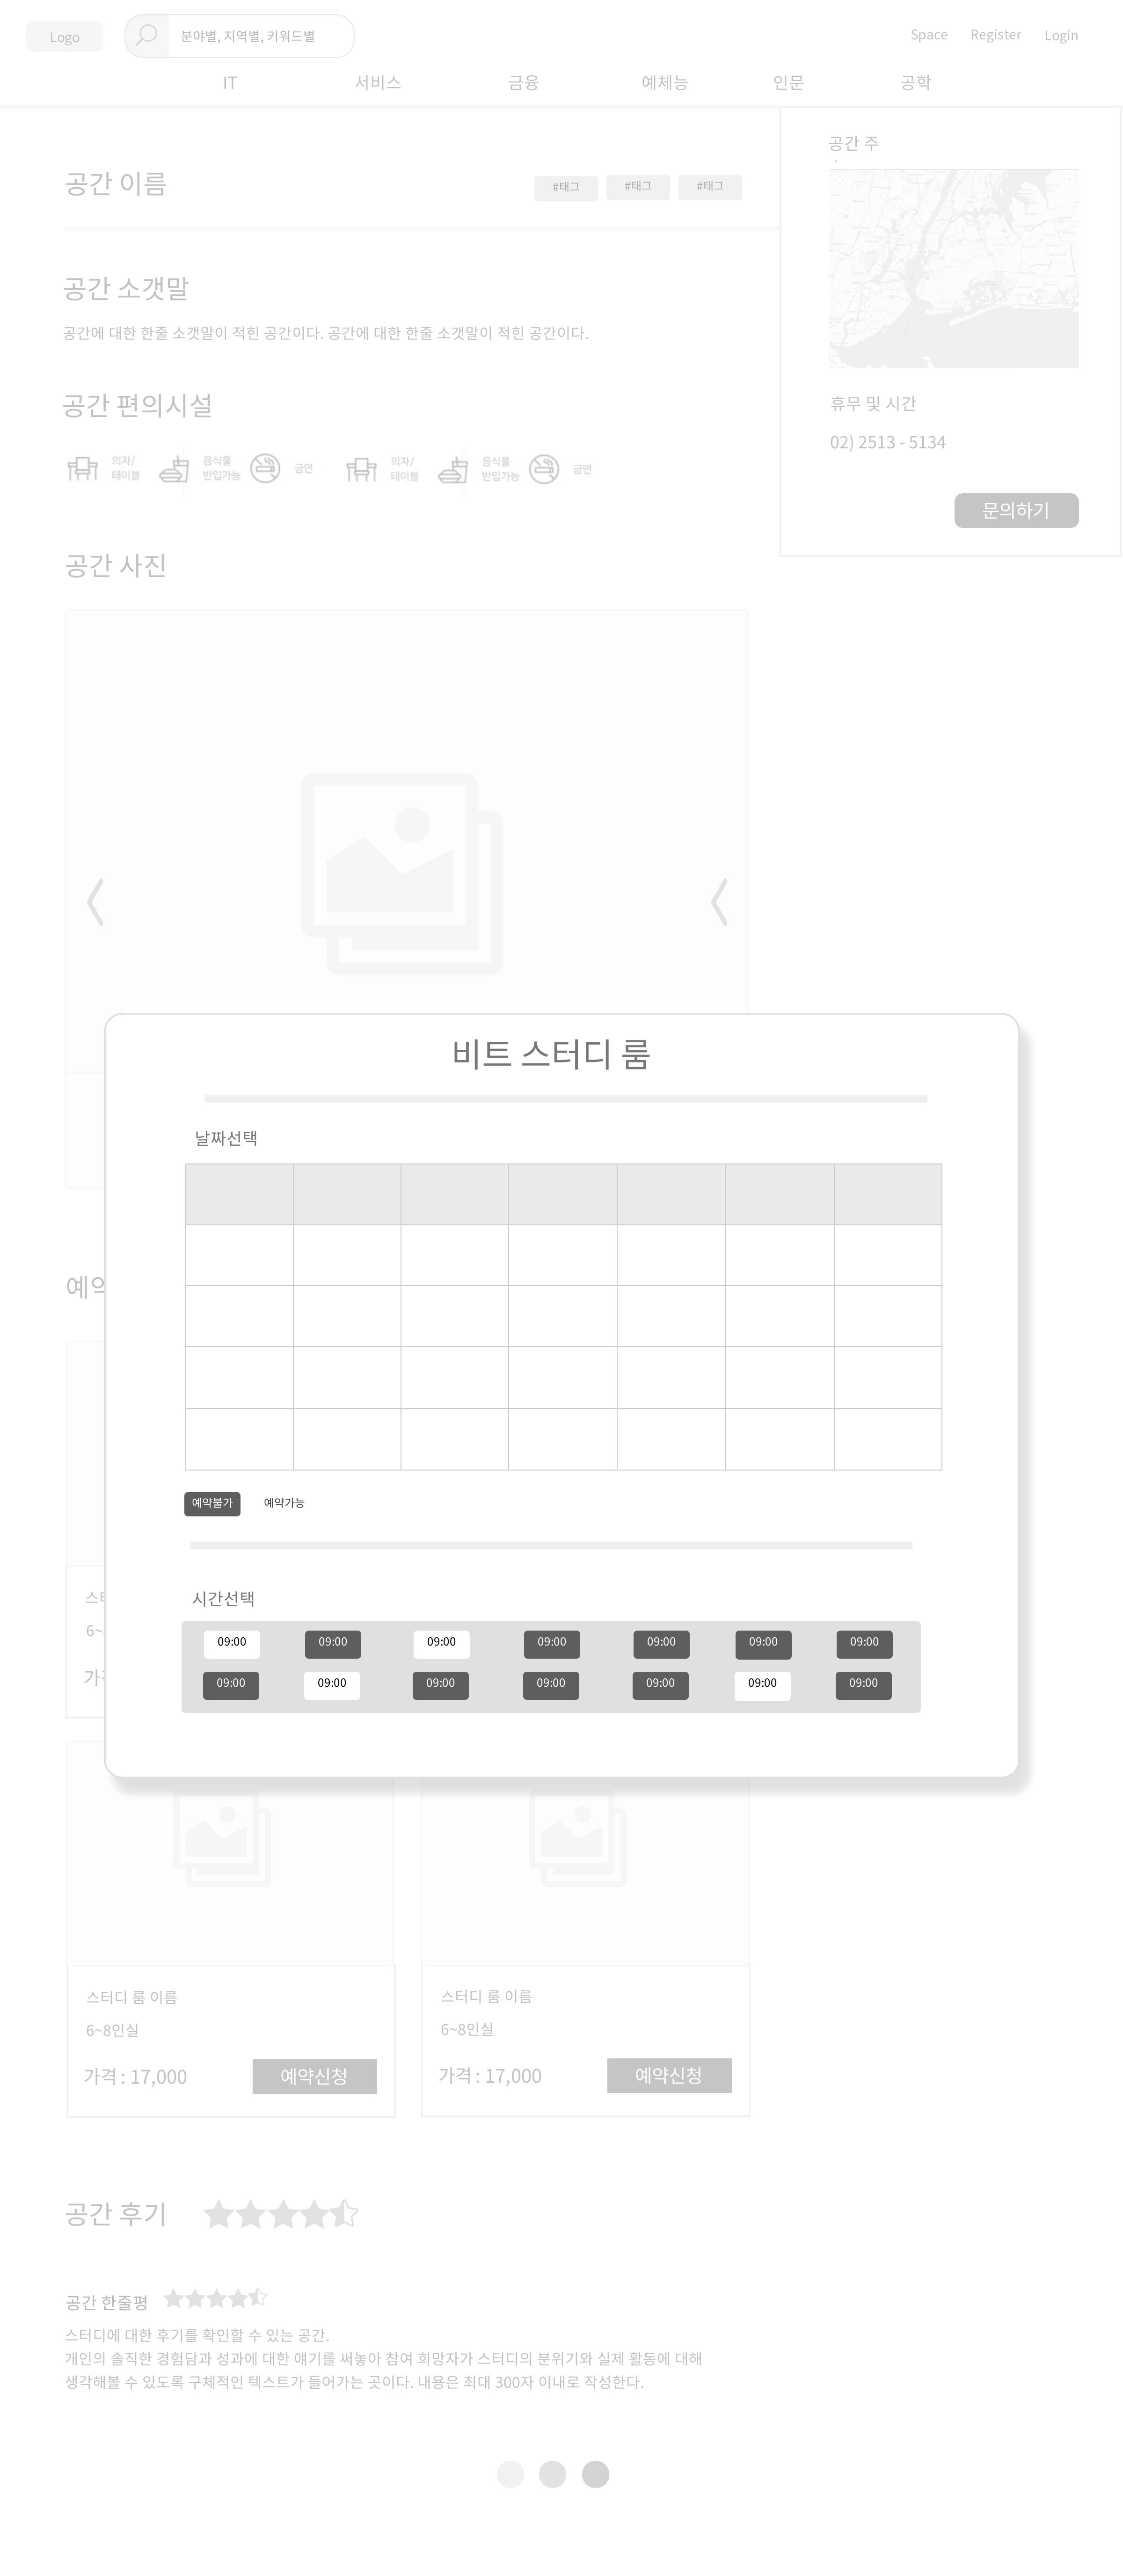 Logo
분야별, 지역별, 키워드별
Space Register Login
IT 서비스 금융 예체능 인문 공학
공간 주
공간 이름
#태그 #태그 #태그
공간 소갯말
공간에 대한 한줄 소갯말이 적힌 공간이다. 공간에 대한 한줄 소갯말이 적힌 공간이다.
휴무 및 시간
02) 2513 - 5134
문의하기
공간 편의시설
의자/ 음식물 금연 의자/ 음식물 금연
테이블 반입가능 테이블 반입가능
공간 사진
비트 스터디 룸
날짜선택
예약불가 예약가능
시간선택
09:00 09:00 09:00 09:00 09:00 09:00 09:00
09:00 09:00 09:00 09:00 09:00 09:00 09:00
6~
스터디 룸 이름 스터디 룸 이름
6~8인실 6~8인실
가격 : 17,000 예약신청 가격 : 17,000 예약신청
공간 후기
공간 한줄평
스터디에 대한 후기를 확인할 수 있는 공간.
개인의 솔직한 경험담과 성과에 대한 얘기를 써놓아 참여 희망자가 스터디의 분위기와 실제 활동에 대해
생각해볼 수 있도록 구체적인 텍스트가 들어가는 곳이다. 내용은 최대 300자 이내로 작성한다.